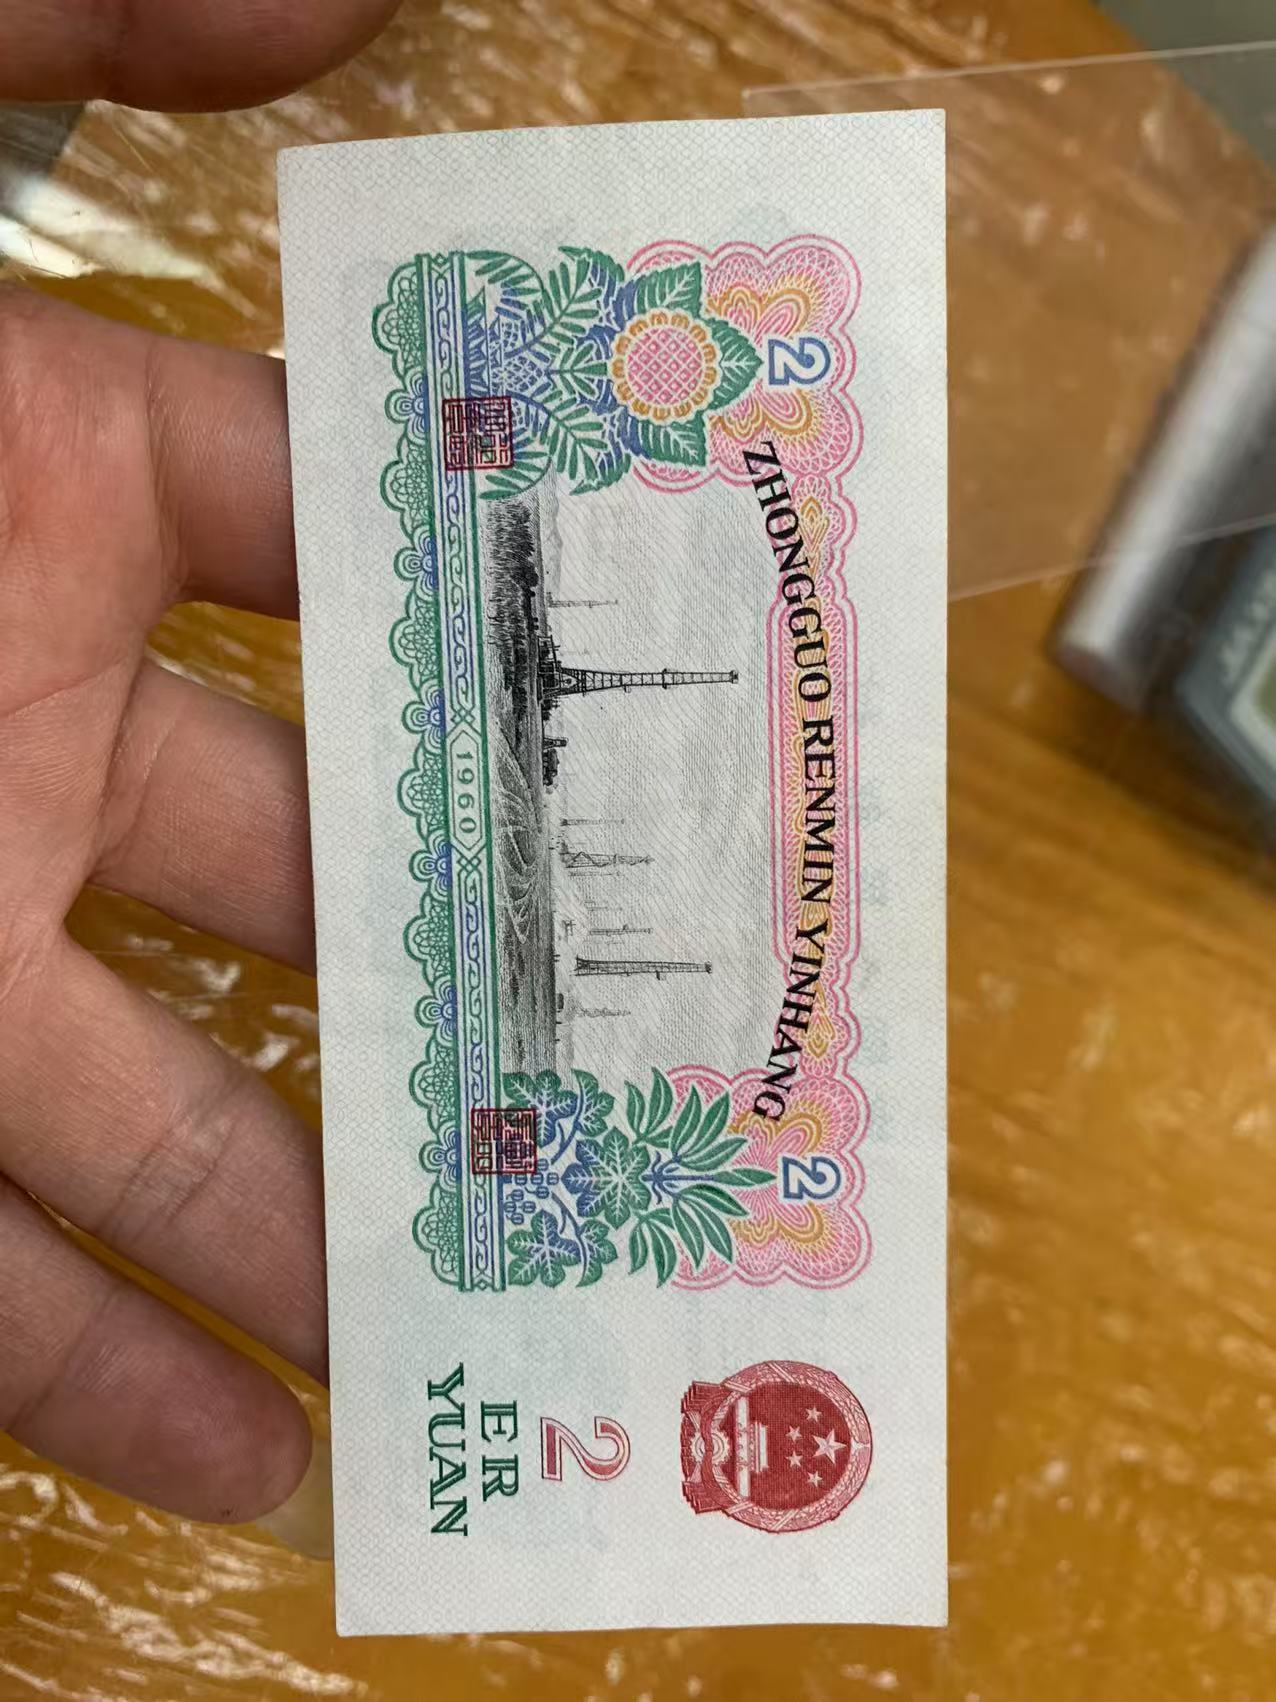 ZHONGGUO RENMIN YINHANG
2
2
1960
2
ER
YUAN